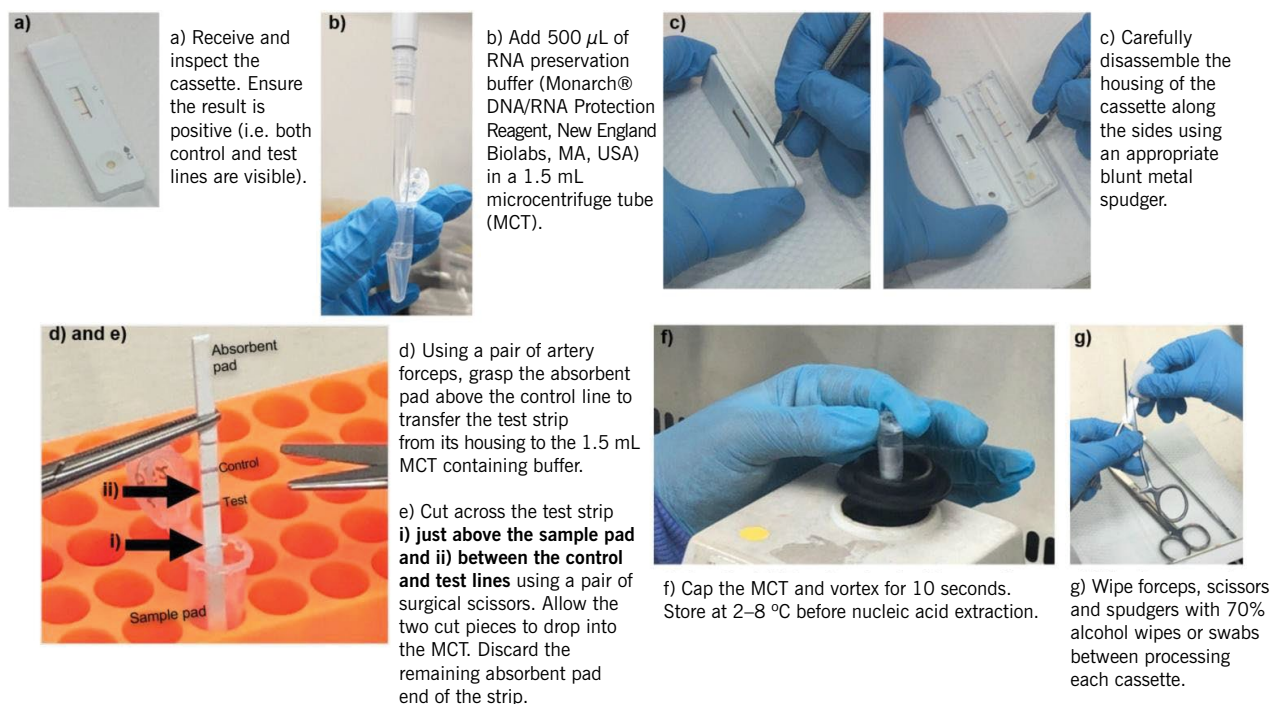 a)
a) Receive and
inspect the
cassette. Ensure
the result is
positive (i.e. both
control and test
lines are visible).
b)
b) Add 500 µL of
RNA preservation
buffer (Monarch®
DNA/RNA Protection
Reagent, New England
Biolabs, MA, USA)
in a 1.5 mL
microcentrifuge tube
(MCT).
c)
c) Carefully
disassemble the
housing of the
cassette along
the sides using
an appropriate
blunt metal
spudger.
d) and e)
Absorbent
pad
Control
ii)
Test
i)
Sample pad
d) Using a pair of artery
forceps, grasp the absorbent
pad above the control line to
transfer the test strip
from its housing to the 1.5 mL
MCT containing buffer.
e) Cut across the test strip
i) just above the sample pad
and ii) between the control
and test lines using a pair of
surgical scissors. Allow the
two cut pieces to drop into
the MCT. Discard the
remaining absorbent pad
end of the strip.
f)
f) Cap the MCT and vortex for 10 seconds.
Store at 2–8 ºC before nucleic acid extraction.
g)
g) Wipe forceps, scissors
and spudgers with 70%
alcohol wipes or swabs
between processing
each cassette.